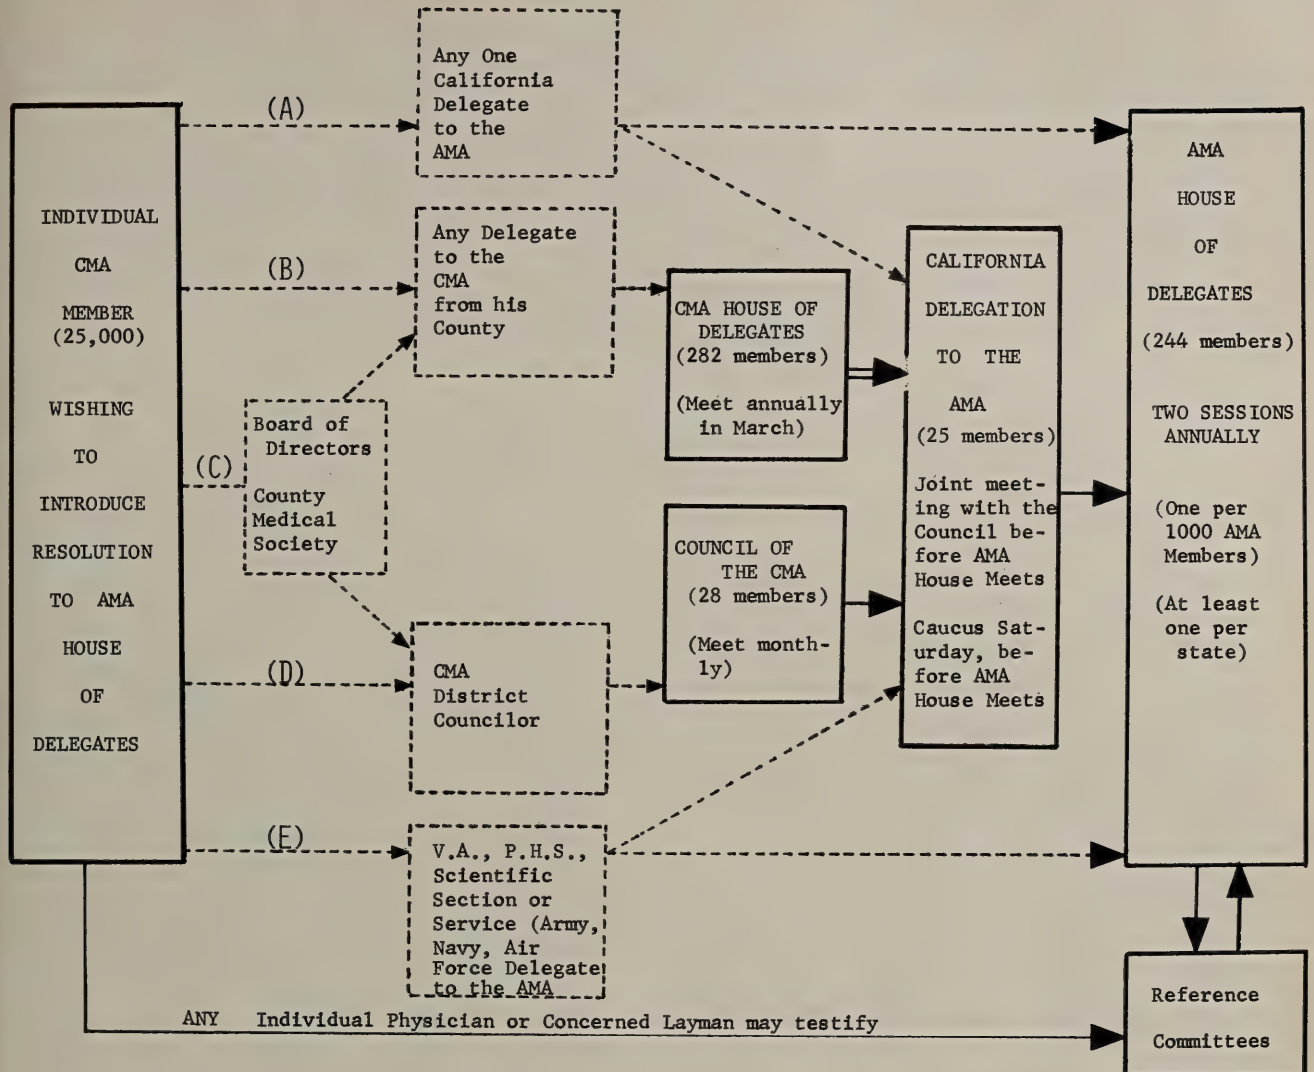 INDIVIDUAL
CMA
MEMBER
(25,000)
WISHING
TO
INTRODUCE
RESOLUTION
TO AMA
HOUSE
OF
DELEGATES
(A)
(B)
(C)
(D)
(E)
Any One
California
Delegate
to the
AMA
Any Delegate
to the
CMA
from his
County
Board of
Directors
County
Medical
Society
CMA
District
Councilor
V.A., P.H.S.,
Scientific
Section or
Service (Army,
Navy, Air
Force Delegate
to the AMA
CMA HOUSE OF
DELEGATES
(282 members)
(Meet annually
in March)
COUNCIL OF
THE CMA
(28 members)
(Meet month-
ly)
CALIFORNIA
DELEGATION
TO THE
AMA
(25 members)
Joint meet-
ing with the
Council be-
fore AMA
House Meets
Caucus Sat-
urday, be-
fore AMA
House Meets
AMA
HOUSE
OF
DELEGATES
(244 members)
TWO SESSIONS
ANNUALLY
(One per
1000 AMA
Members)
(At least
one per
state)
ANY Individual Physician or Concerned Layman may testify
Reference
Committees